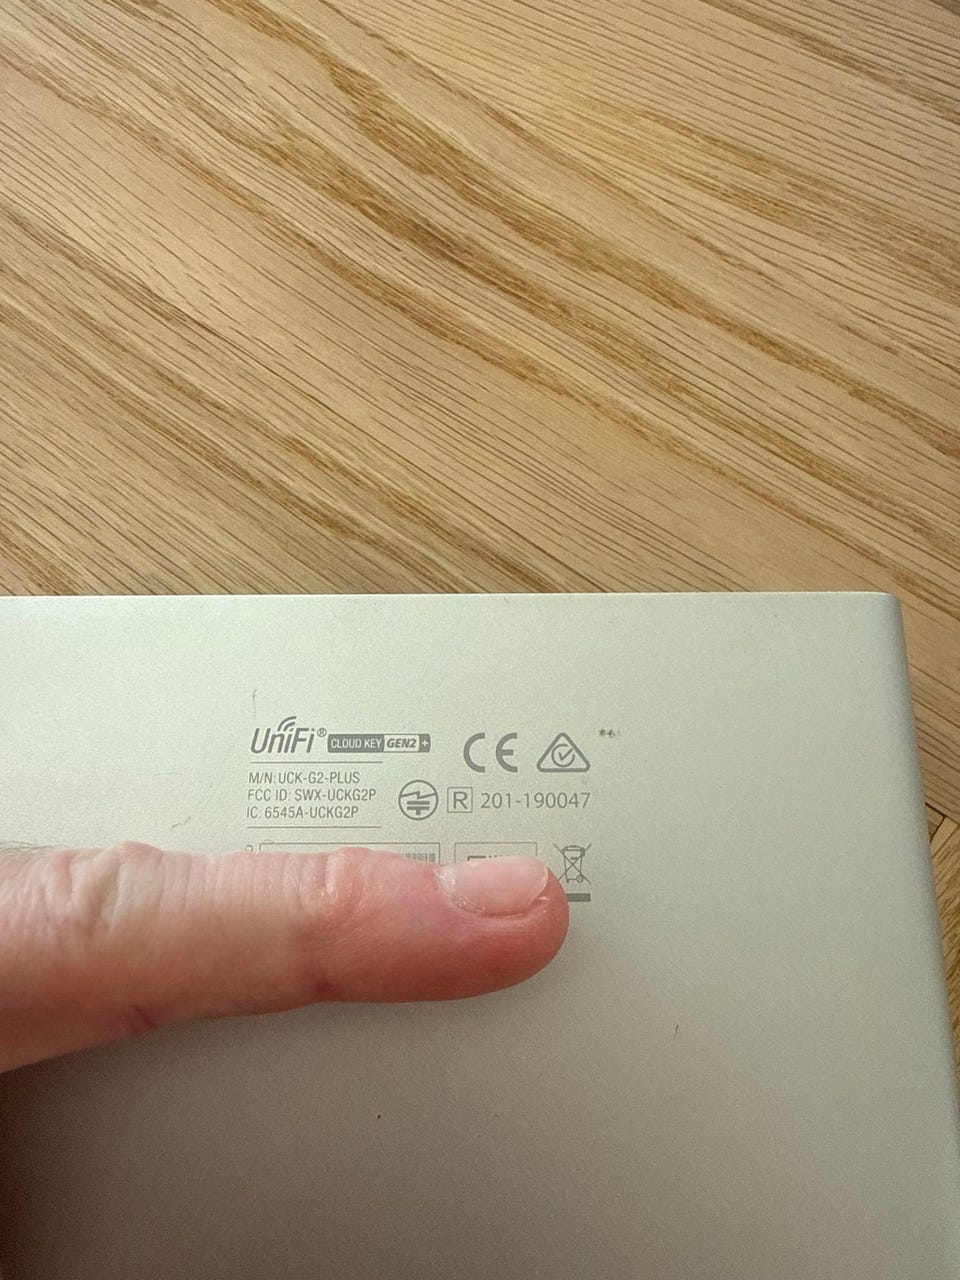 UniFi® CLOUD KEY GEN2 +
M/N: UCK-G2-PLUS
FCC ID: SWX-UCKG2P
IC: 6545A-UCKG2P
CE
R 201-190047